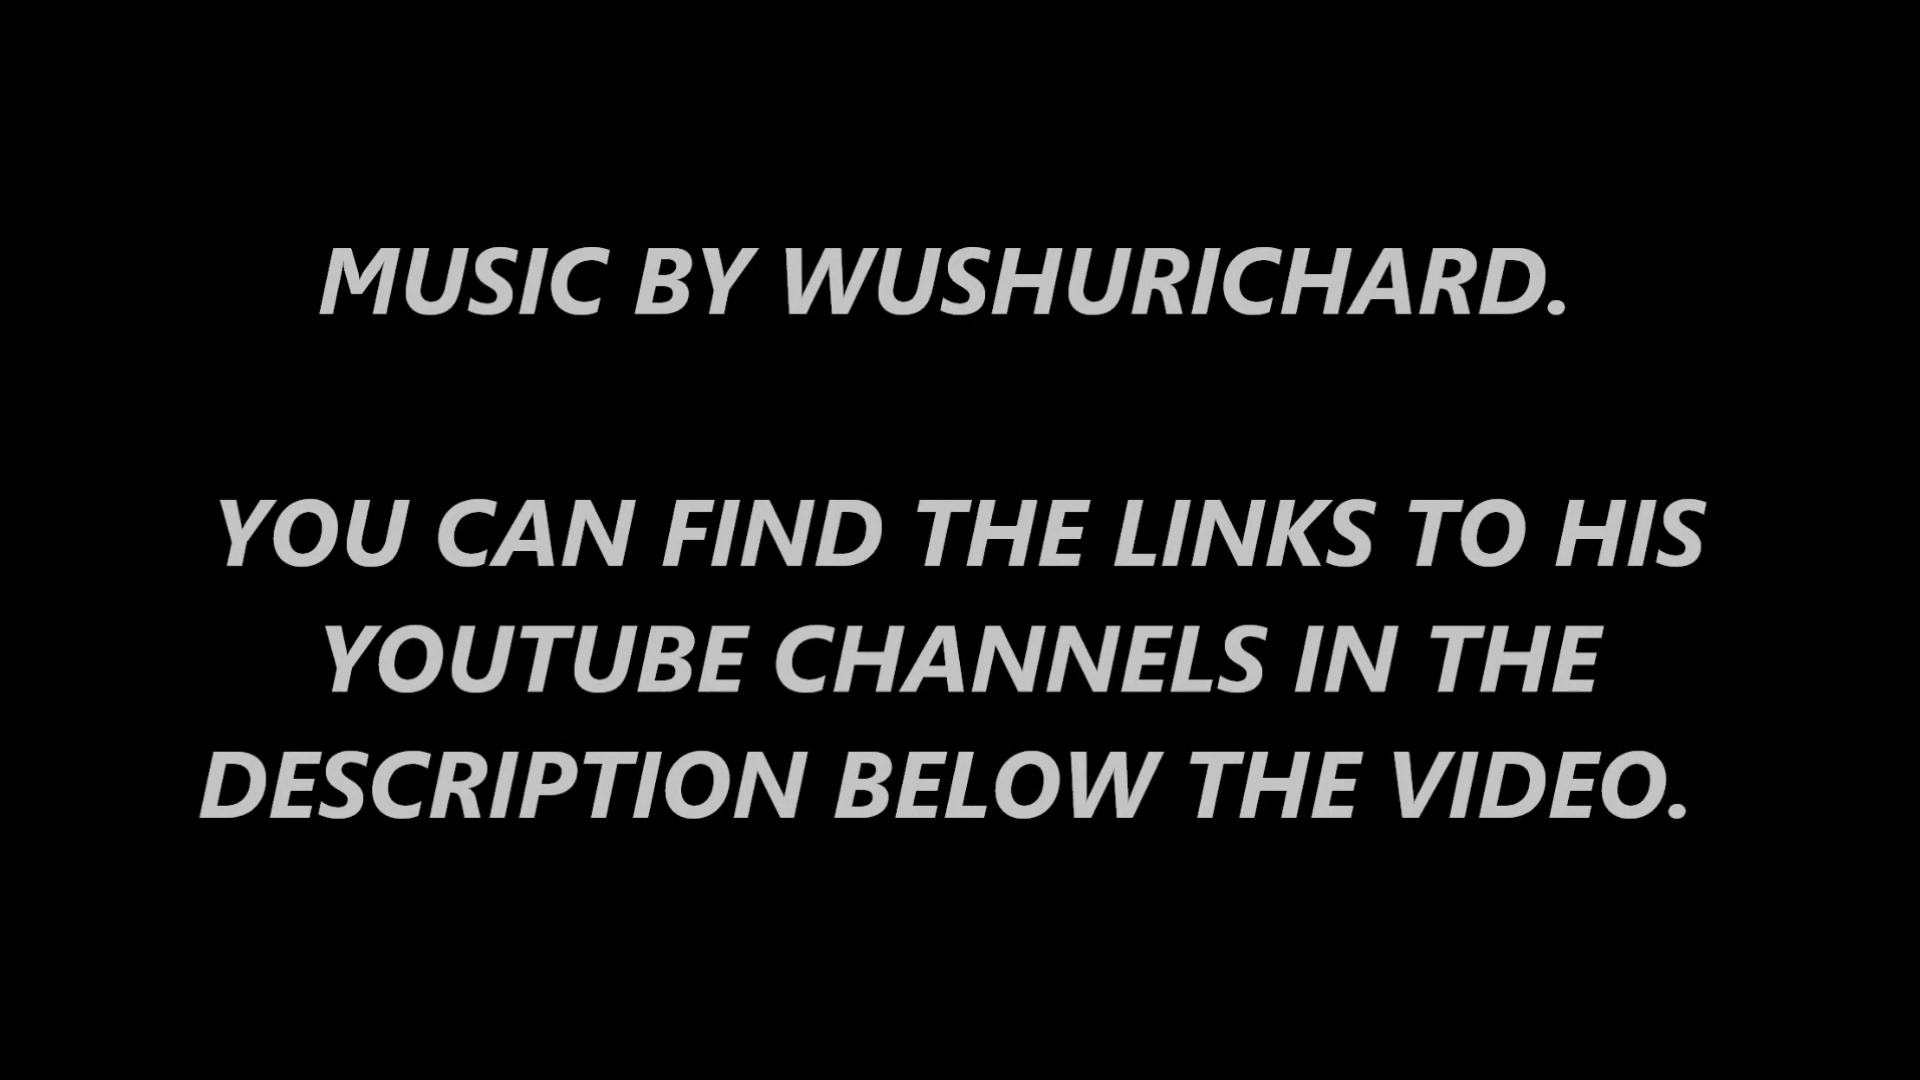 MUSIC BY WUSHURICHARD.
YOU CAN FIND THE LINKS TO HIS
YOUTUBE CHANNELS IN THE
DESCRIPTION BELOW THE VIDEO.